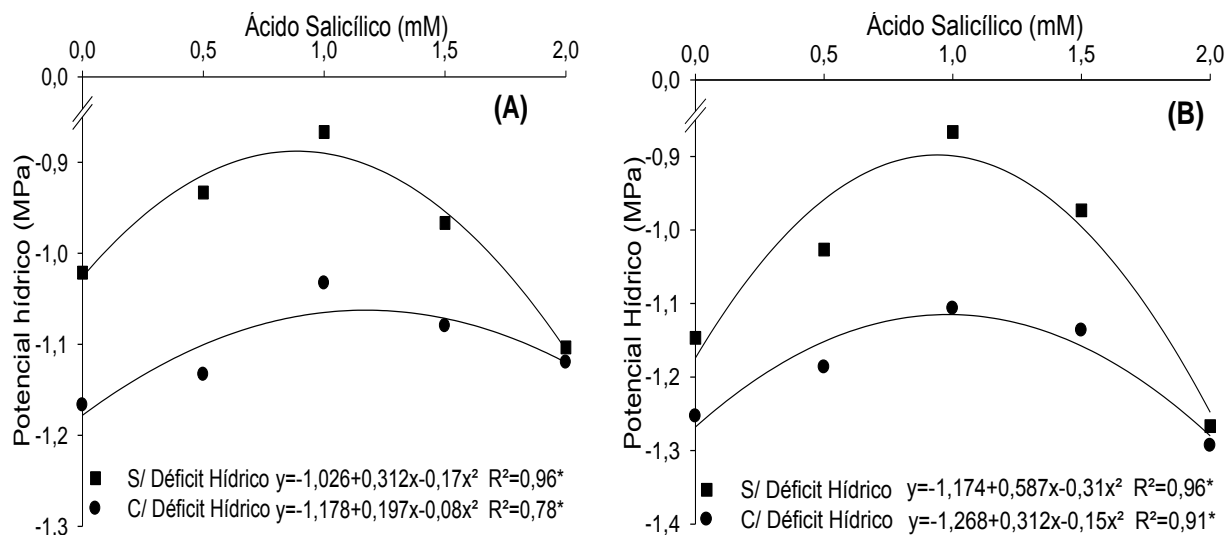 Ácido Salicílico (mM)
0,0 0,5 1,0 1,5 2,0
0,0
-0,9
-1,0
-1,1
-1,2
-1,3
Potencial hídrico (MPa)
(A)
S/ Déficit Hídrico y=-1,026+0,312x-0,17x² R²=0,96*
C/ Déficit Hídrico y=-1,178+0,197x-0,08x² R²=0,78*
Ácido Salicílico (mM)
0,0 0,5 1,0 1,5 2,0
0,0
-0,9
-1,0
-1,1
-1,2
-1,3
-1,4
Potencial Hídrico (MPa)
(B)
S/ Déficit Hídrico y=-1,174+0,587x-0,31x² R²=0,96*
C/ Déficit Hídrico y=-1,268+0,312x-0,15x² R²=0,91*